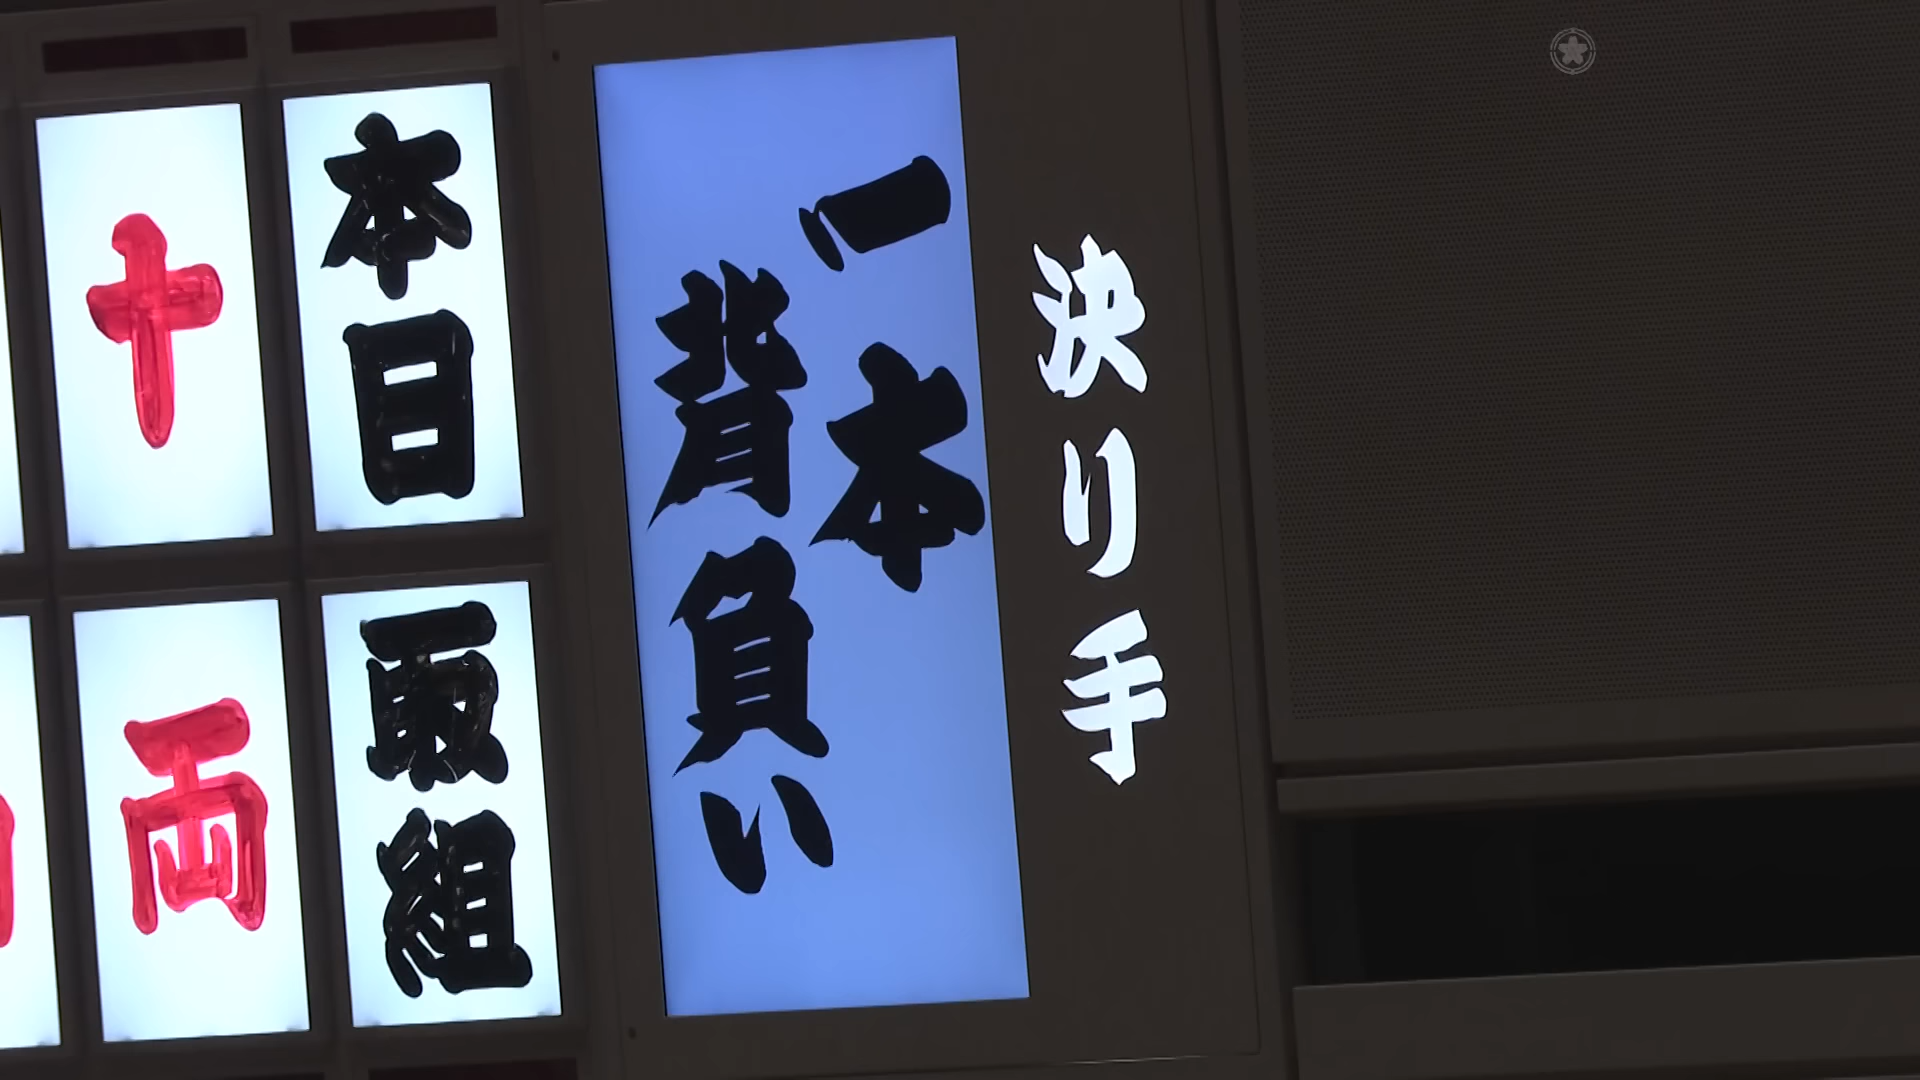 決り手
一本
背負い
本日
取組
十
両